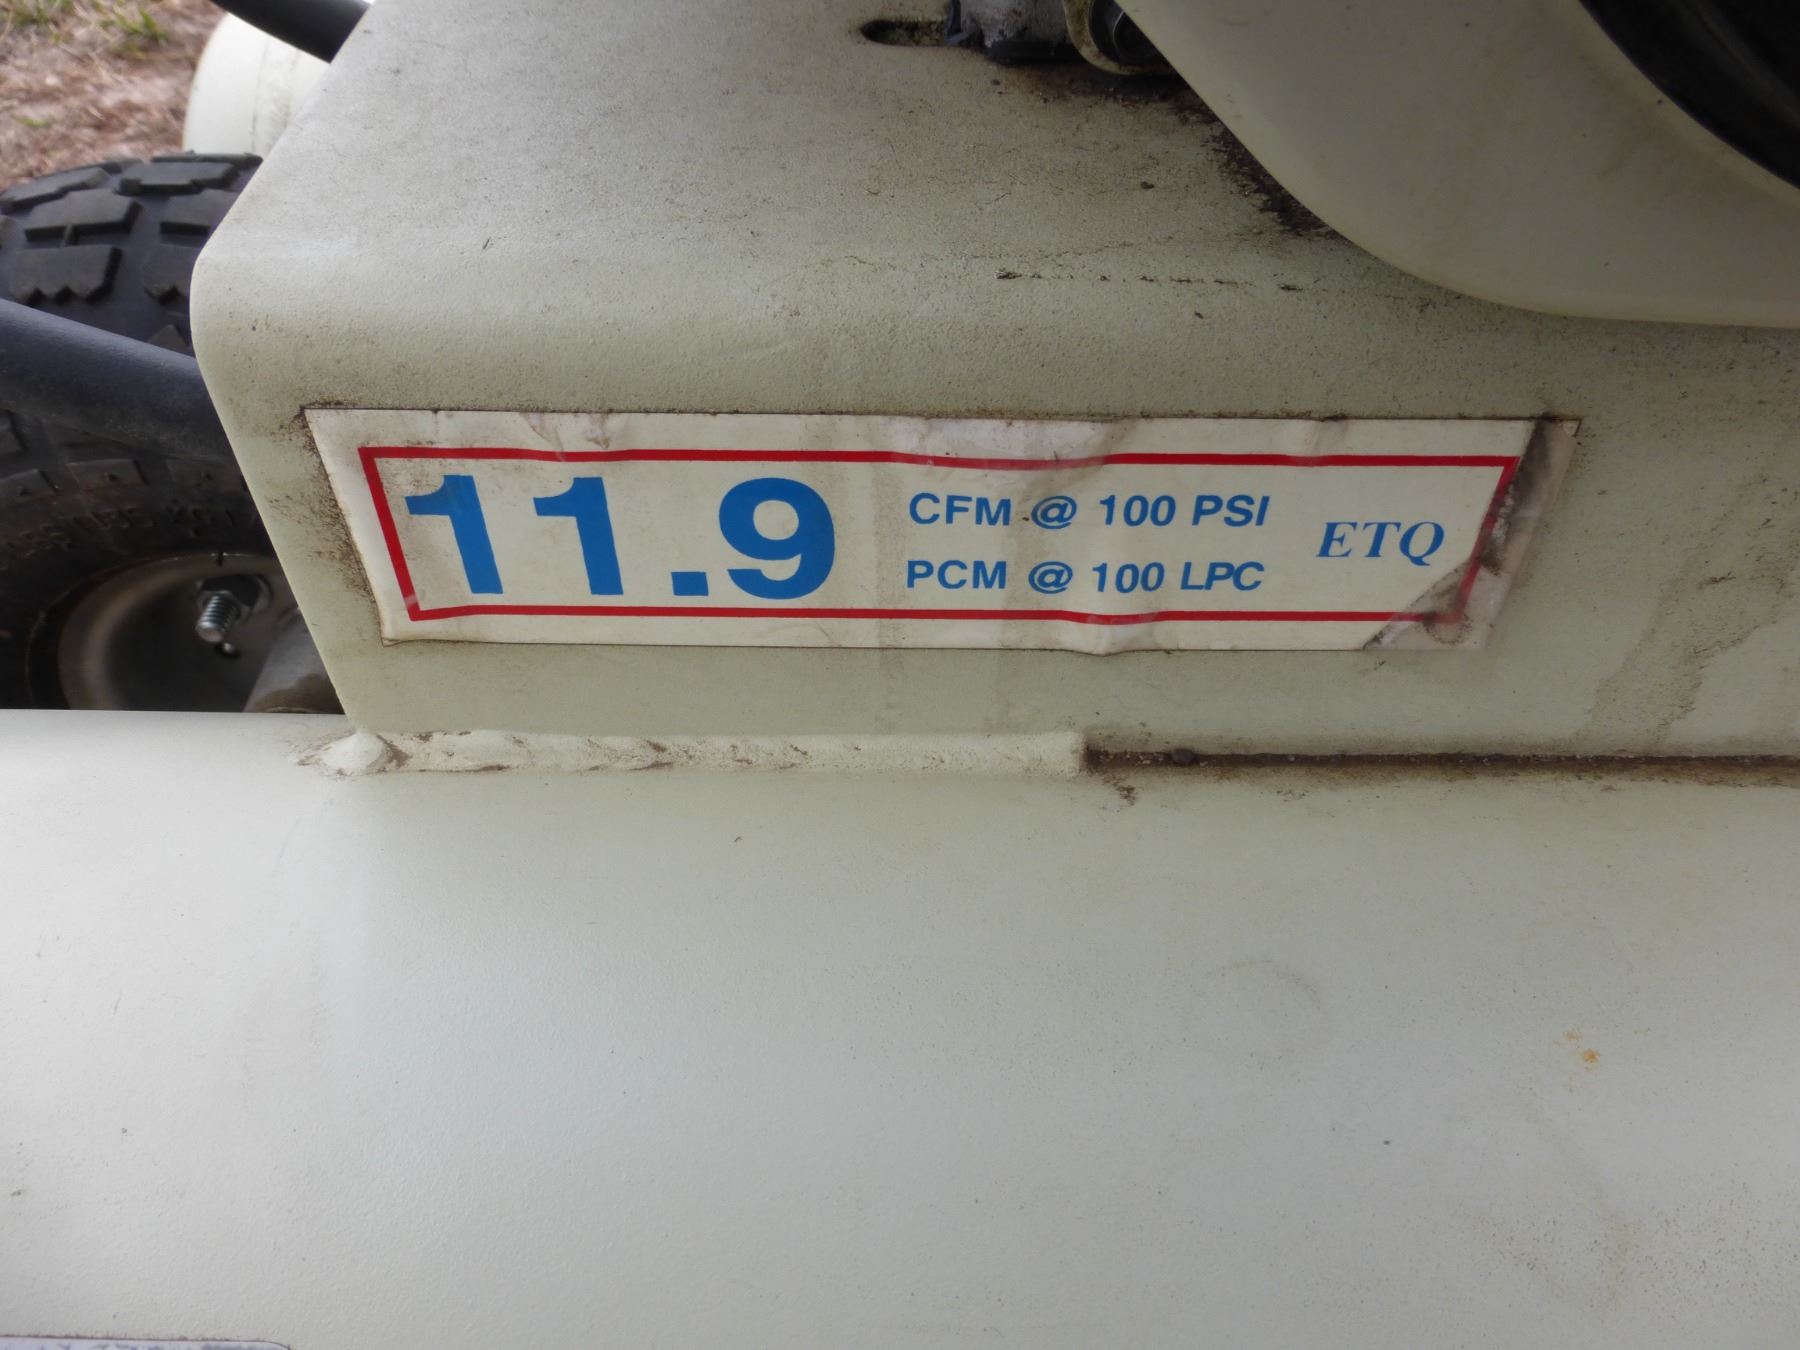 11.9
CFM @ 100 PSI
PCM @ 100 LPC
ETQ